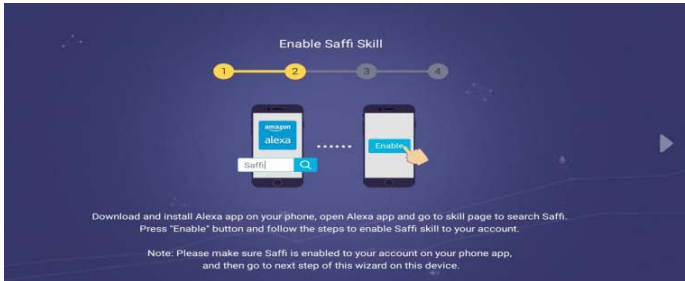 Enable Saffi Skill
1 2 3 4
amazon
alexa
Saffi
Enable
Download and install Alexa app on your phone, open Alexa app and go to skill page to search Saffi.
Press "Enable" button and follow the steps to enable Saffi skill to your account.
Note: Please make sure Saffi is enabled to your account on your phone app,
and then go to next step of this wizard on this device.